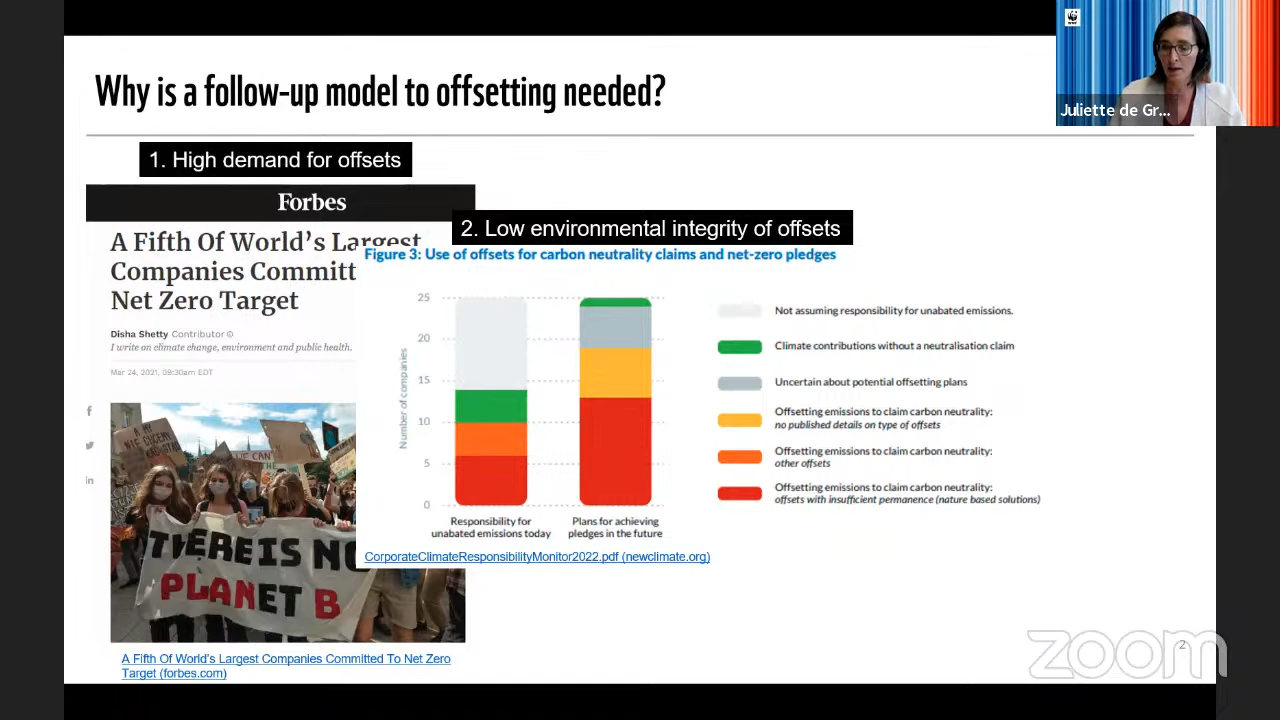 Why is a follow-up model to offsetting needed?
WWF
Juliette de Gr...
1. High demand for offsets
Forbes
A Fifth Of World's Largest
Companies Committ
Net Zero Target
Disha Shetty Contributor
I write on climate change, environment and public health.
Mar 24, 2021, 09:30am EDT
f
in
THERE IS NO
PLANET B
A Fifth Of World's Largest Companies Committed To Net Zero
Target (forbes.com)
2. Low environmental integrity of offsets
Figure 3: Use of offsets for carbon neutrality claims and net-zero pledges
Number of companies
25
20
15
10
5
0
Responsibility for
unabated emissions today
Plans for achieving
pledges in the future
Not assuming responsibility for unabated emissions.
Climate contributions without a neutralisation claim
Uncertain about potential offsetting plans
Offsetting emissions to claim carbon neutrality:
no published details on type of offsets
Offsetting emissions to claim carbon neutrality:
other offsets
Offsetting emissions to claim carbon neutrality:
offsets with insufficient permanence (nature based solutions)
CorporateClimateResponsibilityMonitor2022.pdf (newclimate.org)
2
zoom